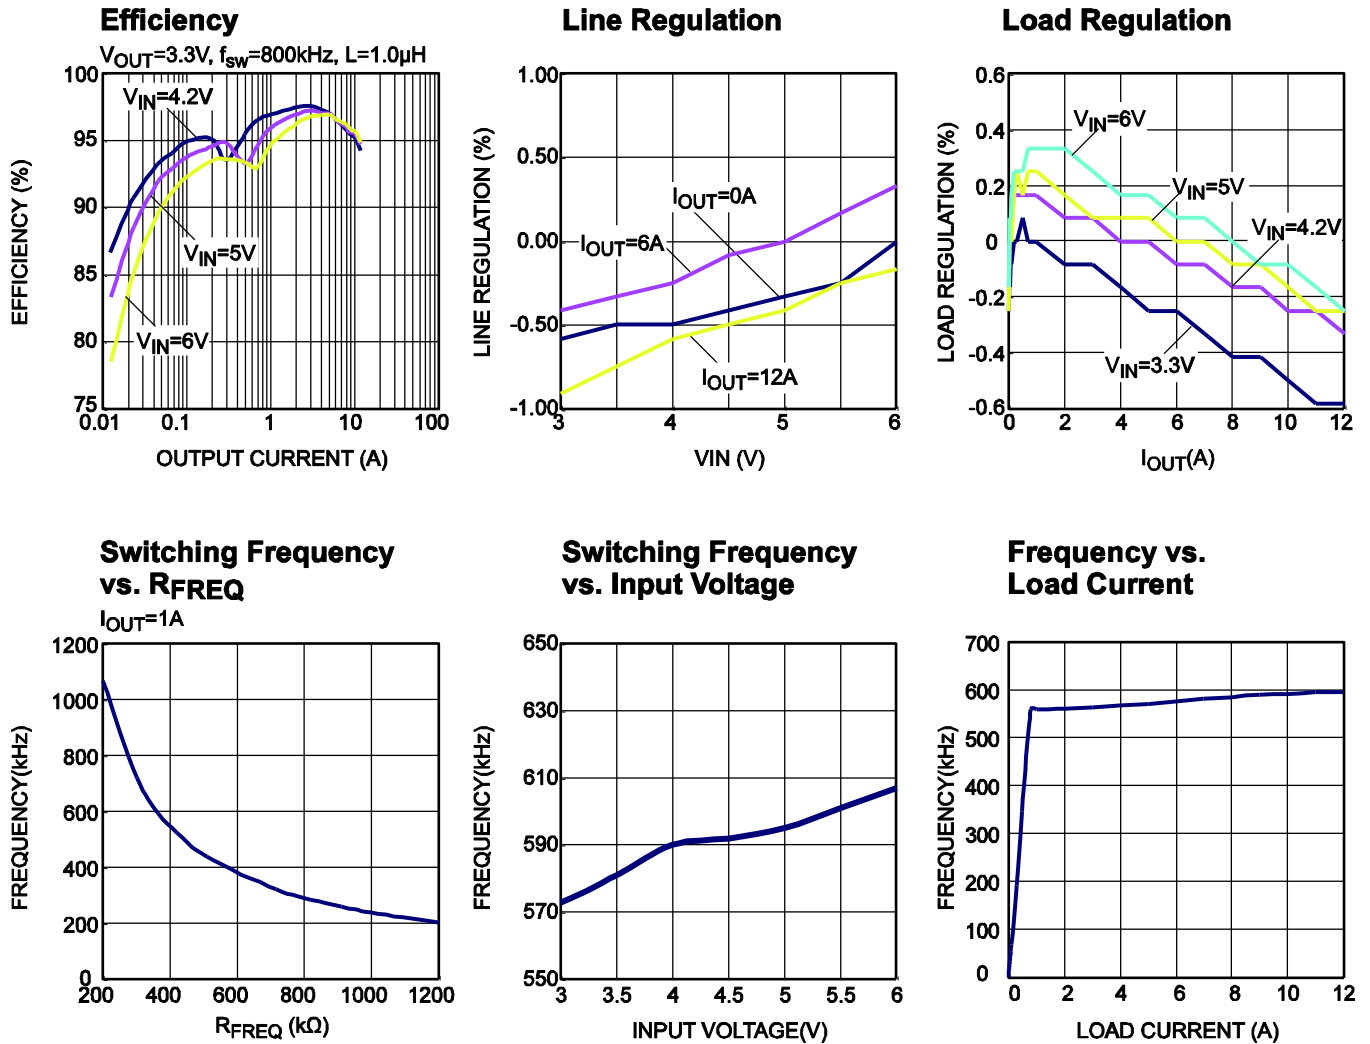 Efficiency
VOUT=3.3V, fsw=800kHz, L=1.0µH
EFFICIENCY (%)
100
95
90
85
80
75
VIN=4.2V
VIN=5V
VIN=6V
0.01 0.1 1 10 100
OUTPUT CURRENT (A)
Line Regulation
LINE REGULATION (%)
1.00
0.50
0.00
-0.50
-1.00
IOUT=0A
IOUT=6A
IOUT=12A
3 4 5 6
VIN (V)
Load Regulation
LOAD REGULATION (%)
0.6
0.4
0.2
0
-0.2
-0.4
-0.6
VIN=6V
VIN=5V
VIN=4.2V
VIN=3.3V
0 2 4 6 8 10 12
IOUT(A)
Switching Frequency
vs. RFREQ
IOUT=1A
FREQUENCY(kHz)
1200
1000
800
600
400
200
0
200 400 600 800 1000 1200
RFREQ (kΩ)
Switching Frequency
vs. Input Voltage
FREQUENCY(kHz)
650
630
610
590
570
550
3 3.5 4 4.5 5 5.5 6
INPUT VOLTAGE(V)
Frequency vs.
Load Current
FREQUENCY(kHz)
700
600
500
400
300
200
100
0
0 2 4 6 8 10 12
LOAD CURRENT (A)